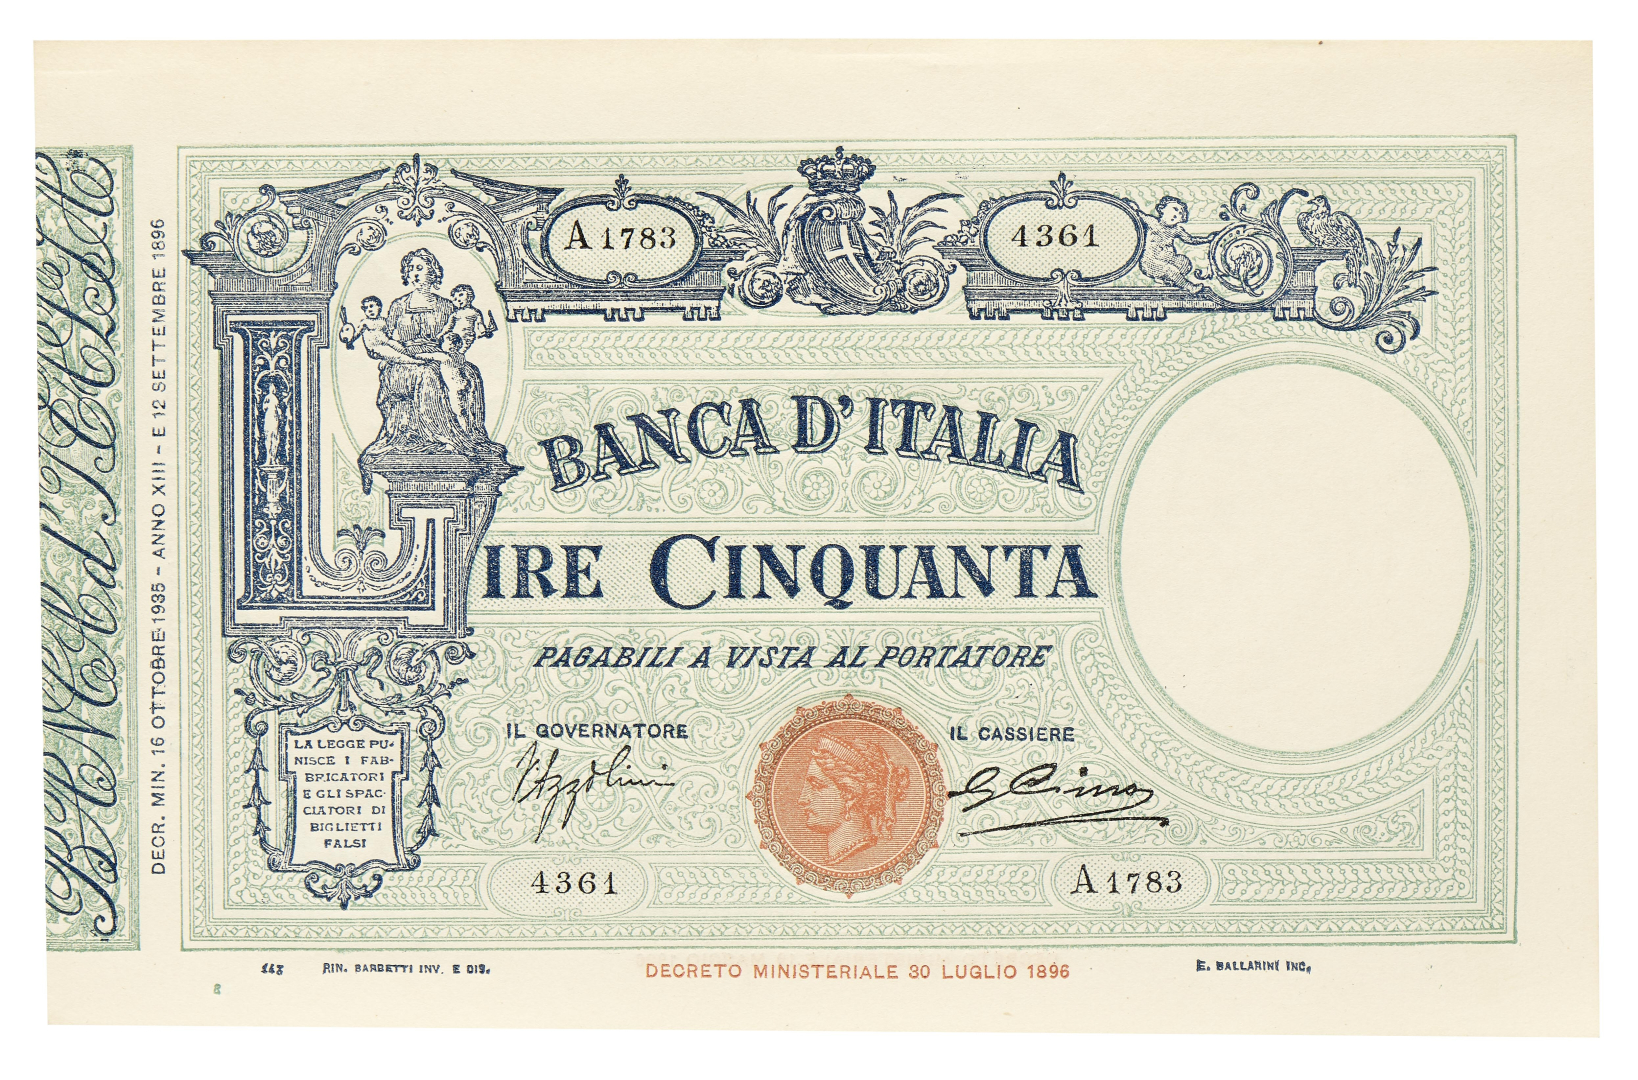 DECR. MIN. 16 OTTOBRE 1935 - ANNO XIII - E 12 SETTEMBRE 1896
A 1783
4361
BANCA D'ITALIA
LIRE CINQUANTA
PAGABILI A VISTA AL PORTATORE
IL GOVERNATORE
IL CASSIERE
V. Azzolini
G Cima
LA LEGGE PU-
NISCE I FAB-
BRICATORI
E GLI SPAC-
CIATORI DI
BIGLIETTI
FALSI
4361
A 1783
RIN. BARBETTI INV. E DIS.
DECRETO MINISTERIALE 30 LUGLIO 1896
E. BALLARINI INC.